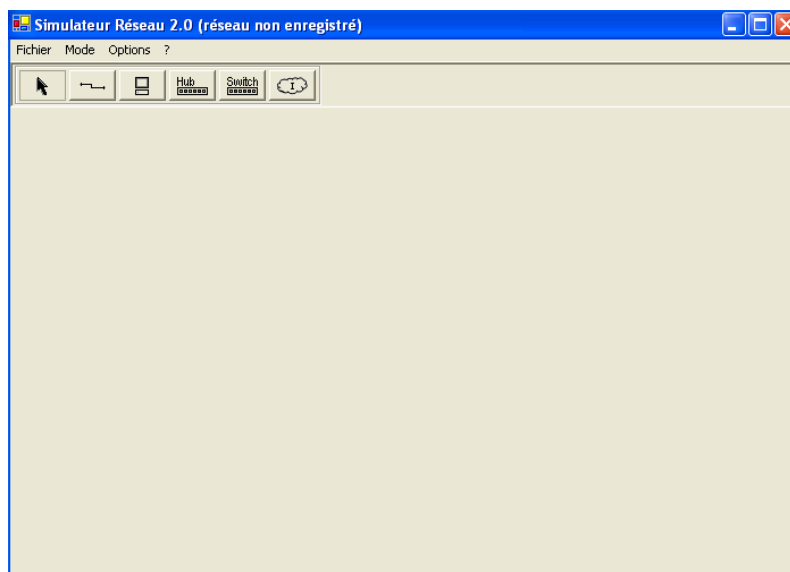 Simulateur Réseau 2.0 (réseau non enregistré)
Fichier Mode Options ?
Hub Switch I